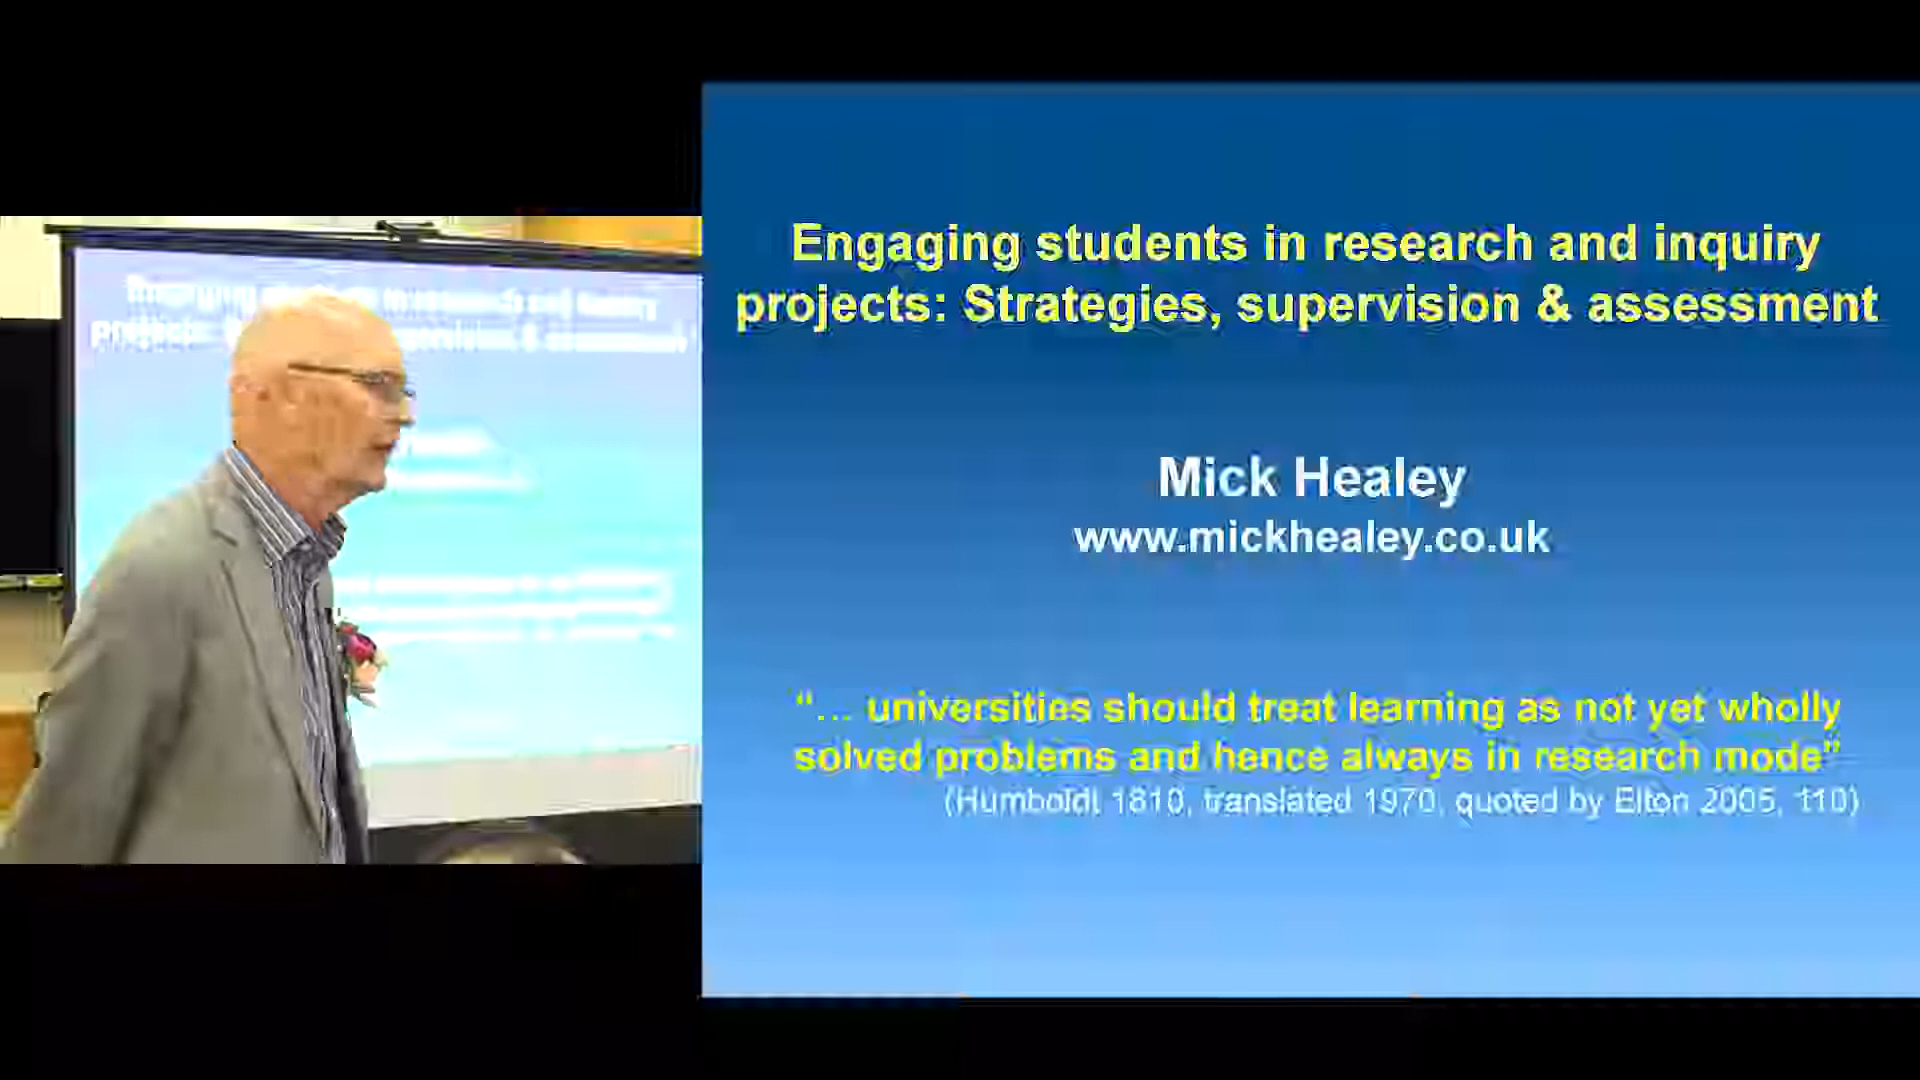 Engaging students in research and inquiry
projects: Strategies, supervision & assessment
Mick Healey
www.mickhealey.co.uk
“... universities should treat learning as not yet wholly
solved problems and hence always in research mode”
(Humboldt 1810, translated 1970, quoted by Elton 2005, 110)